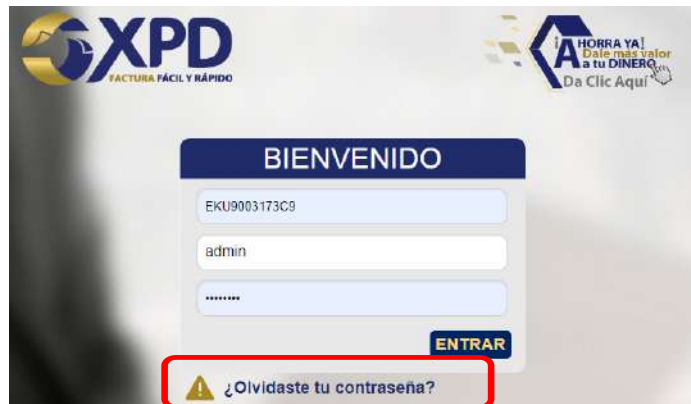 XPD
FACTURA FÁCIL Y RÁPIDO
¡AHORRA YA!
Dale más valor
a tu DINERO
Da Clic Aquí
BIENVENIDO
EKU9003173C9
admin
........
ENTRAR
¿Olvidaste tu contraseña?